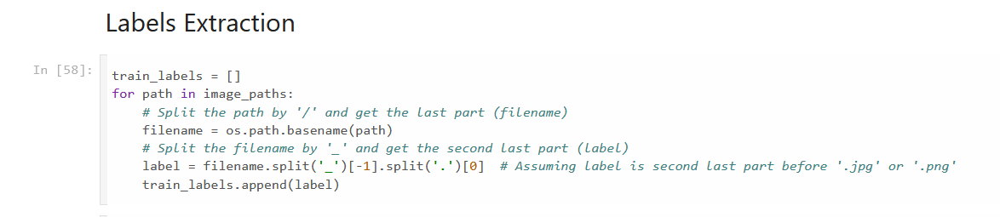 Labels Extraction
In [58]:
train_labels = []
for path in image_paths:
    # Split the path by '/' and get the last part (filename)
    filename = os.path.basename(path)
    # Split the filename by '_' and get the second last part (label)
    label = filename.split('_')[-1].split('.')[0]  # Assuming label is second last part before '.jpg' or '.png'
    train_labels.append(label)